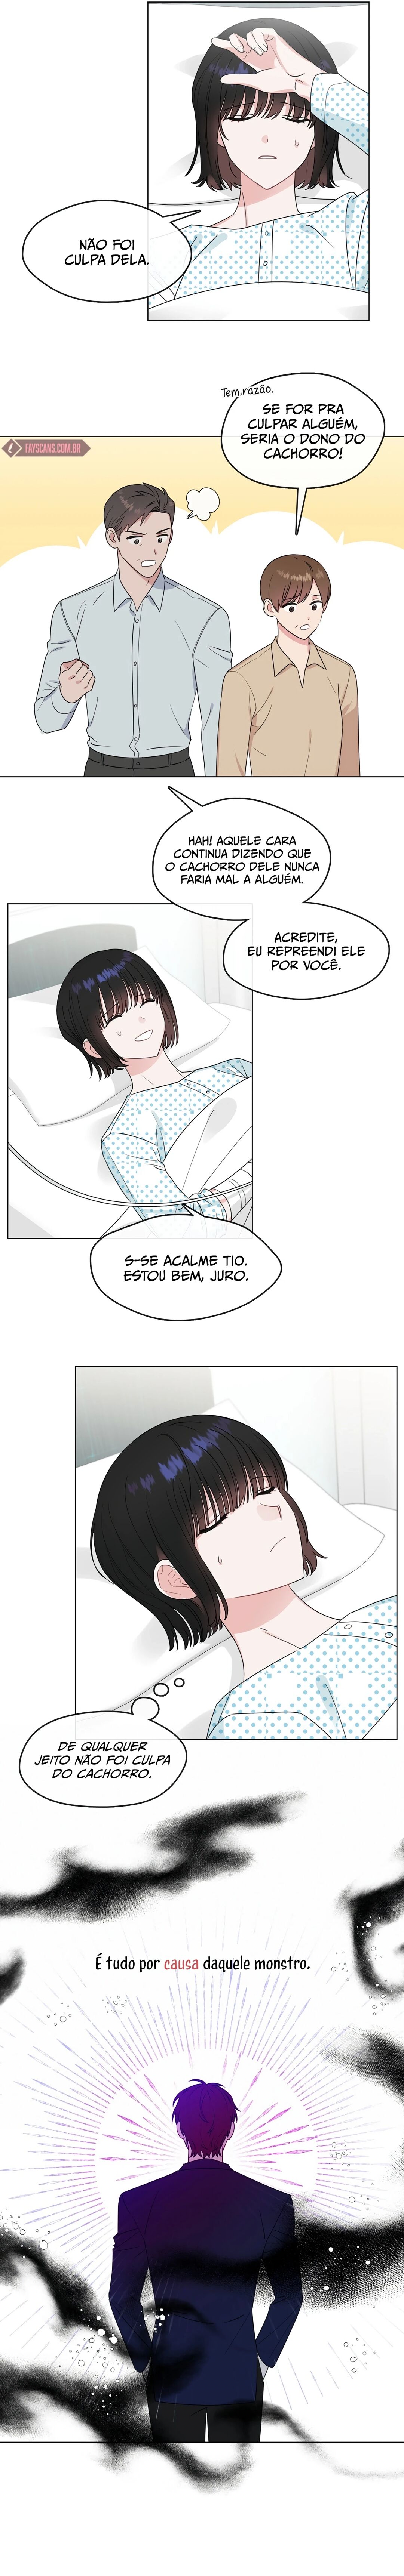 NÃO FOI
CULPA DELA.
Tem razão.
SE FOR PRA
CULPAR ALGUÉM,
SERIA O DONO DO
CACHORRO!
FAYSCANS.COM.BR
HAH! AQUELE CARA
CONTINUA DIZENDO QUE
O CACHORRO DELE NUNCA
FARIA MAL A ALGUÉM.
ACREDITE,
EU REPREENDI ELE
POR VOCÊ.
S-SE ACALME TIO.
ESTOU BEM, JURO.
DE QUALQUER
JEITO NÃO FOI CULPA
DO CACHORRO.
É tudo por causa daquele monstro.